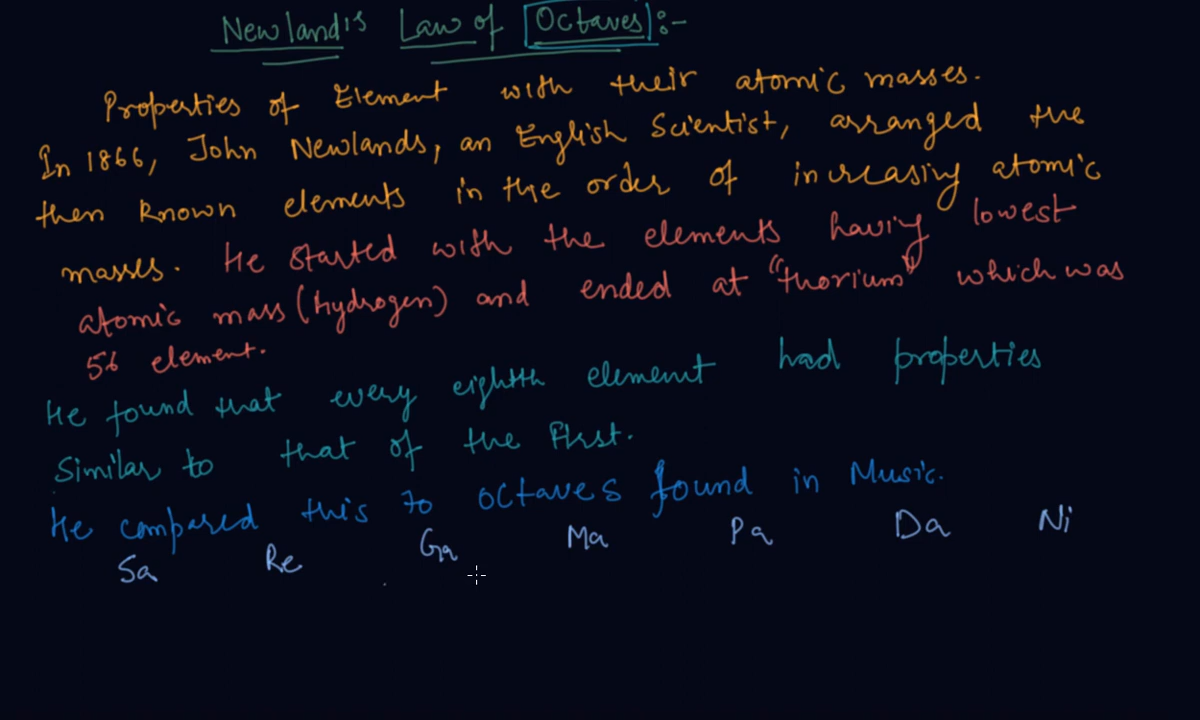 Newland's Law of Octaves :-
Properties of Element with their atomic masses.
In 1866, John Newlands, an English Scientist, arranged the
then known elements in the order of increasing atomic
masses. He started with the elements having lowest
atomic mass (hydrogen) and ended at "thorium" which was
56 element.
He found that every eighth element had properties
Similar to that of the First.
He compared this to octaves found in Music.
Sa Re Ga Ma Pa Da Ni